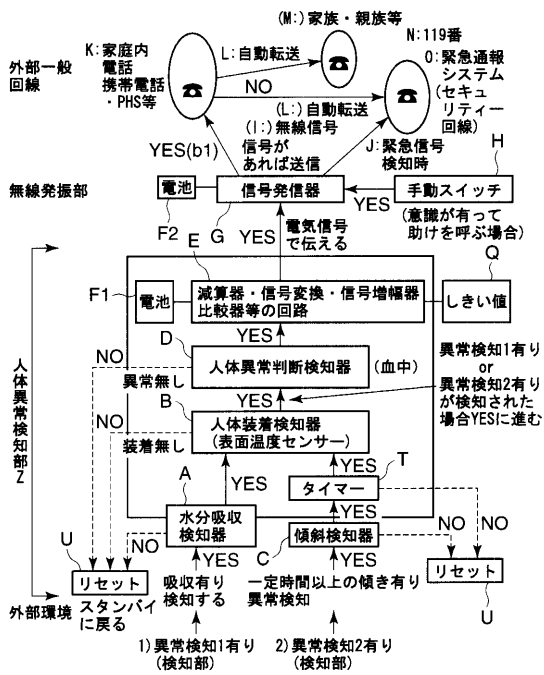 (M:)家族・親族等
K:家庭内
電話
携帯電話
・PHS等
L:自動転送
N:119番
O:緊急通報
システム
(セキュ
リティー
回線)
外部一般
回線
NO
(L:)自動転送
(I:)無線信号
信号が
あれば送信
J:緊急信号
検知時
YES(b1)
H
無線発振部
電池
信号発信器
YES
手動スイッチ
F2
G
YES
電気信号
で伝える
(意識が有って
助けを呼ぶ場合)
E
Q
F1
電池
減算器・信号変換・信号増幅器
比較器等の回路
しきい値
D
YES
NO
人体異常判断検知器
(血中)
異常検知1有り
or
異常検知2有り
が検知された
場合YESに進む
異常無し
YES
人体異常検知部Z
B
NO
人体装着検知器
(表面温度センサー)
装着無し
A
YES
YES
T
タイマー
水分吸収
検知器
YES
NO
NO
U
NO
YES
C
傾斜検知器
YES
リセット
リセット
吸収有り
検知する
一定時間以上の傾き有り
異常検知
スタンバイ
に戻る
U
外部環境
1)異常検知1有り
(検知部)
2)異常検知2有り
(検知部)